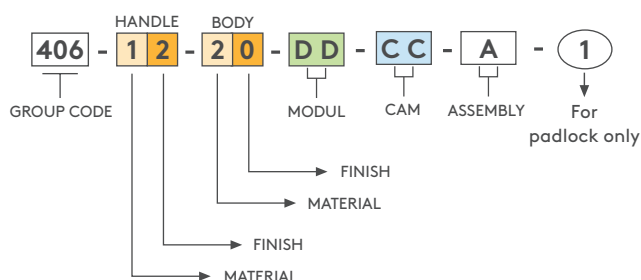 HANDLE BODY
406 - 1 2 - 2 0 - D D - C C - A - 1
GROUP CODE MODUL CAM ASSEMBLY For
padlock only
FINISH
MATERIAL
FINISH
MATERIAL